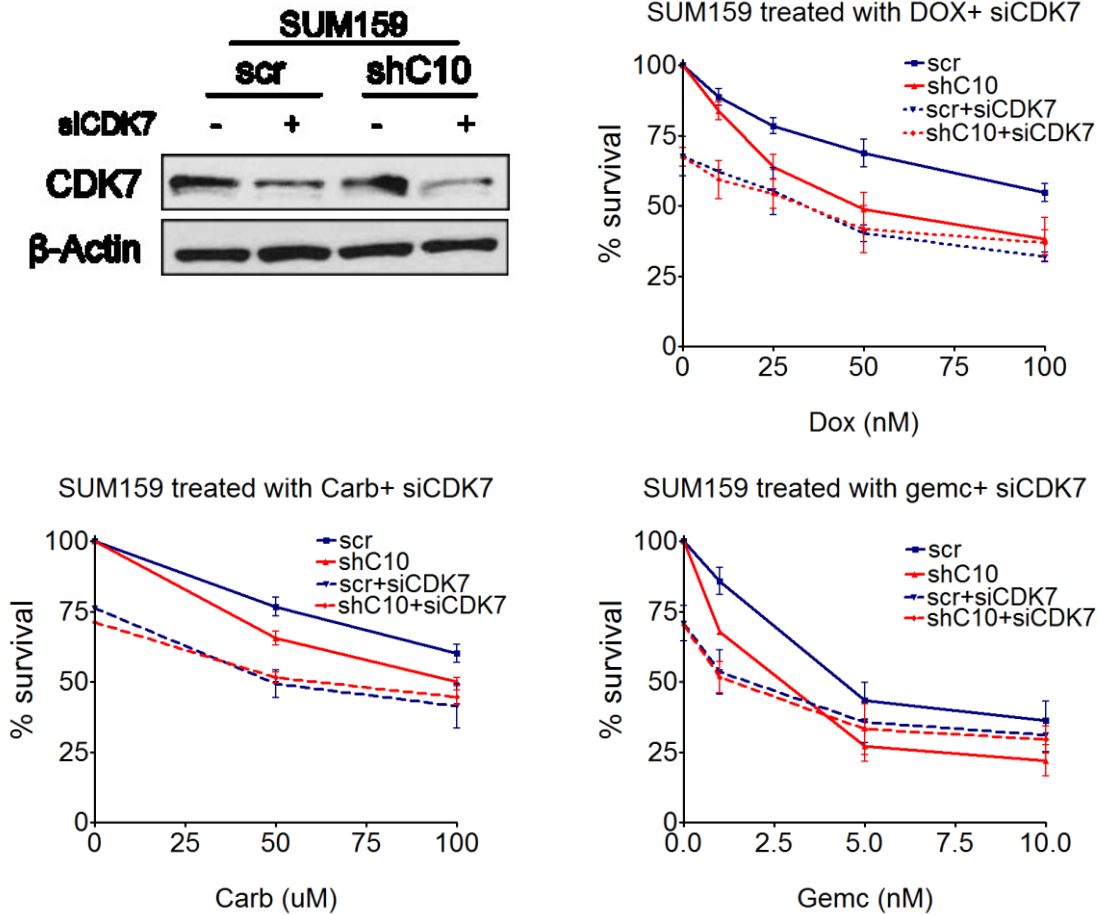 SUM159
scr shC10
siCDK7 - + - +
CDK7
β-Actin
SUM159 treated with DOX+ siCDK7
scr
shC10
scr+siCDK7
shC10+siCDK7
% survival
100
75
50
25
0
0 25 50 75 100
Dox (nM)
SUM159 treated with Carb+ siCDK7
scr
shC10
scr+siCDK7
shC10+siCDK7
% survival
100
75
50
25
0
0 25 50 75 100
Carb (uM)
SUM159 treated with gemc+ siCDK7
scr
shC10
scr+siCDK7
shC10+siCDK7
% survival
100
75
50
25
0
0.0 2.5 5.0 7.5 10.0
Gemc (nM)